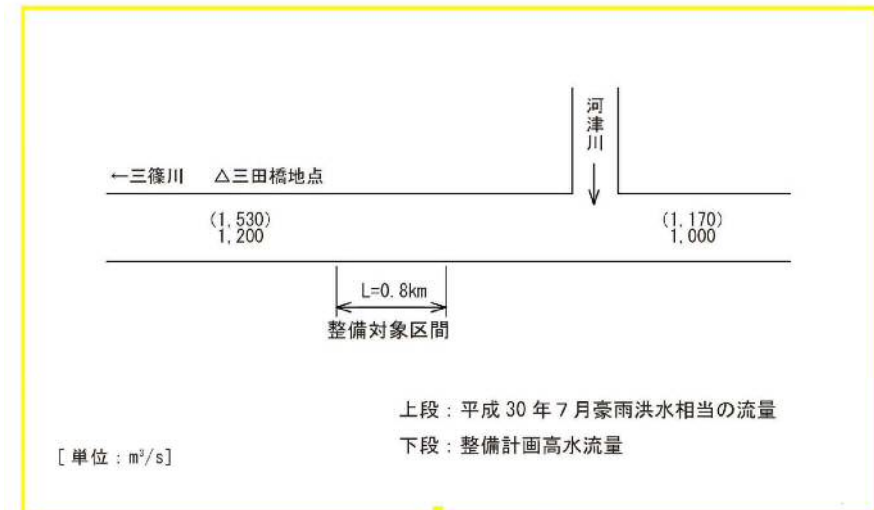 河津川
←三篠川 △三田橋地点
(1,530)
1,200
(1,170)
1,000
L=0.8km
整備対象区間
上段：平成30年7月豪雨洪水相当の流量
下段：整備計画高水流量
[単位：m³/s]